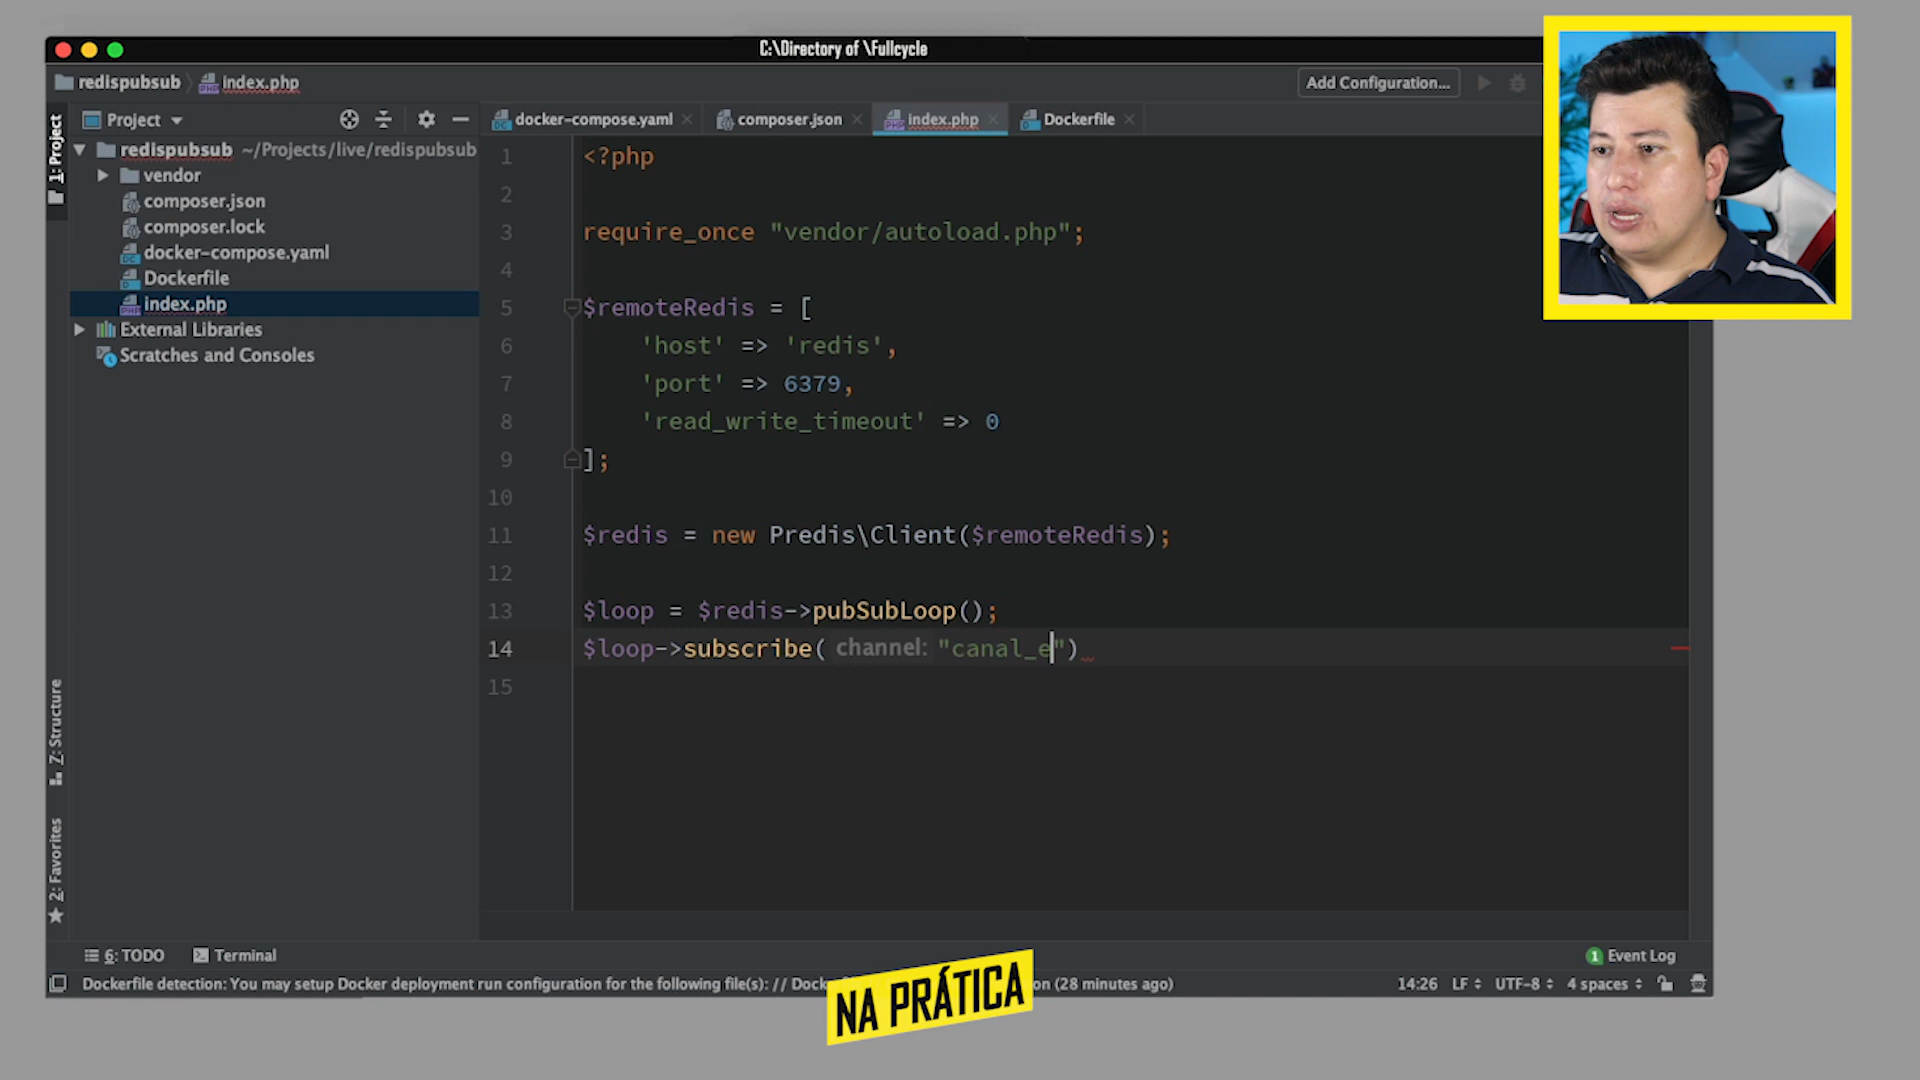 C:\Directory of \Fullcycle
redispubsub
index.php
Add Configuration...
Project
docker-compose.yaml
composer.json
index.php
Dockerfile
1: Project
redispubsub ~/Projects/live/redispubsub
vendor
composer.json
composer.lock
docker-compose.yaml
Dockerfile
index.php
External Libraries
Scratches and Consoles
1 <?php
2
3 require_once "vendor/autoload.php";
4
5 $remoteRedis = [
6 'host' => 'redis',
7 'port' => 6379,
8 'read_write_timeout' => 0
9 ];
10
11 $redis = new Predis\Client($remoteRedis);
12
13 $loop = $redis->pubSubLoop();
14 $loop->subscribe( channel: "canal_e")
15
Z: Structure
2: Favorites
6: TODO
Terminal
1 Event Log
Dockerfile detection: You may setup Docker deployment run configuration for the following file(s): // Dock
on (28 minutes ago)
14:26 LF UTF-8 4 spaces
NA PRÁTICA